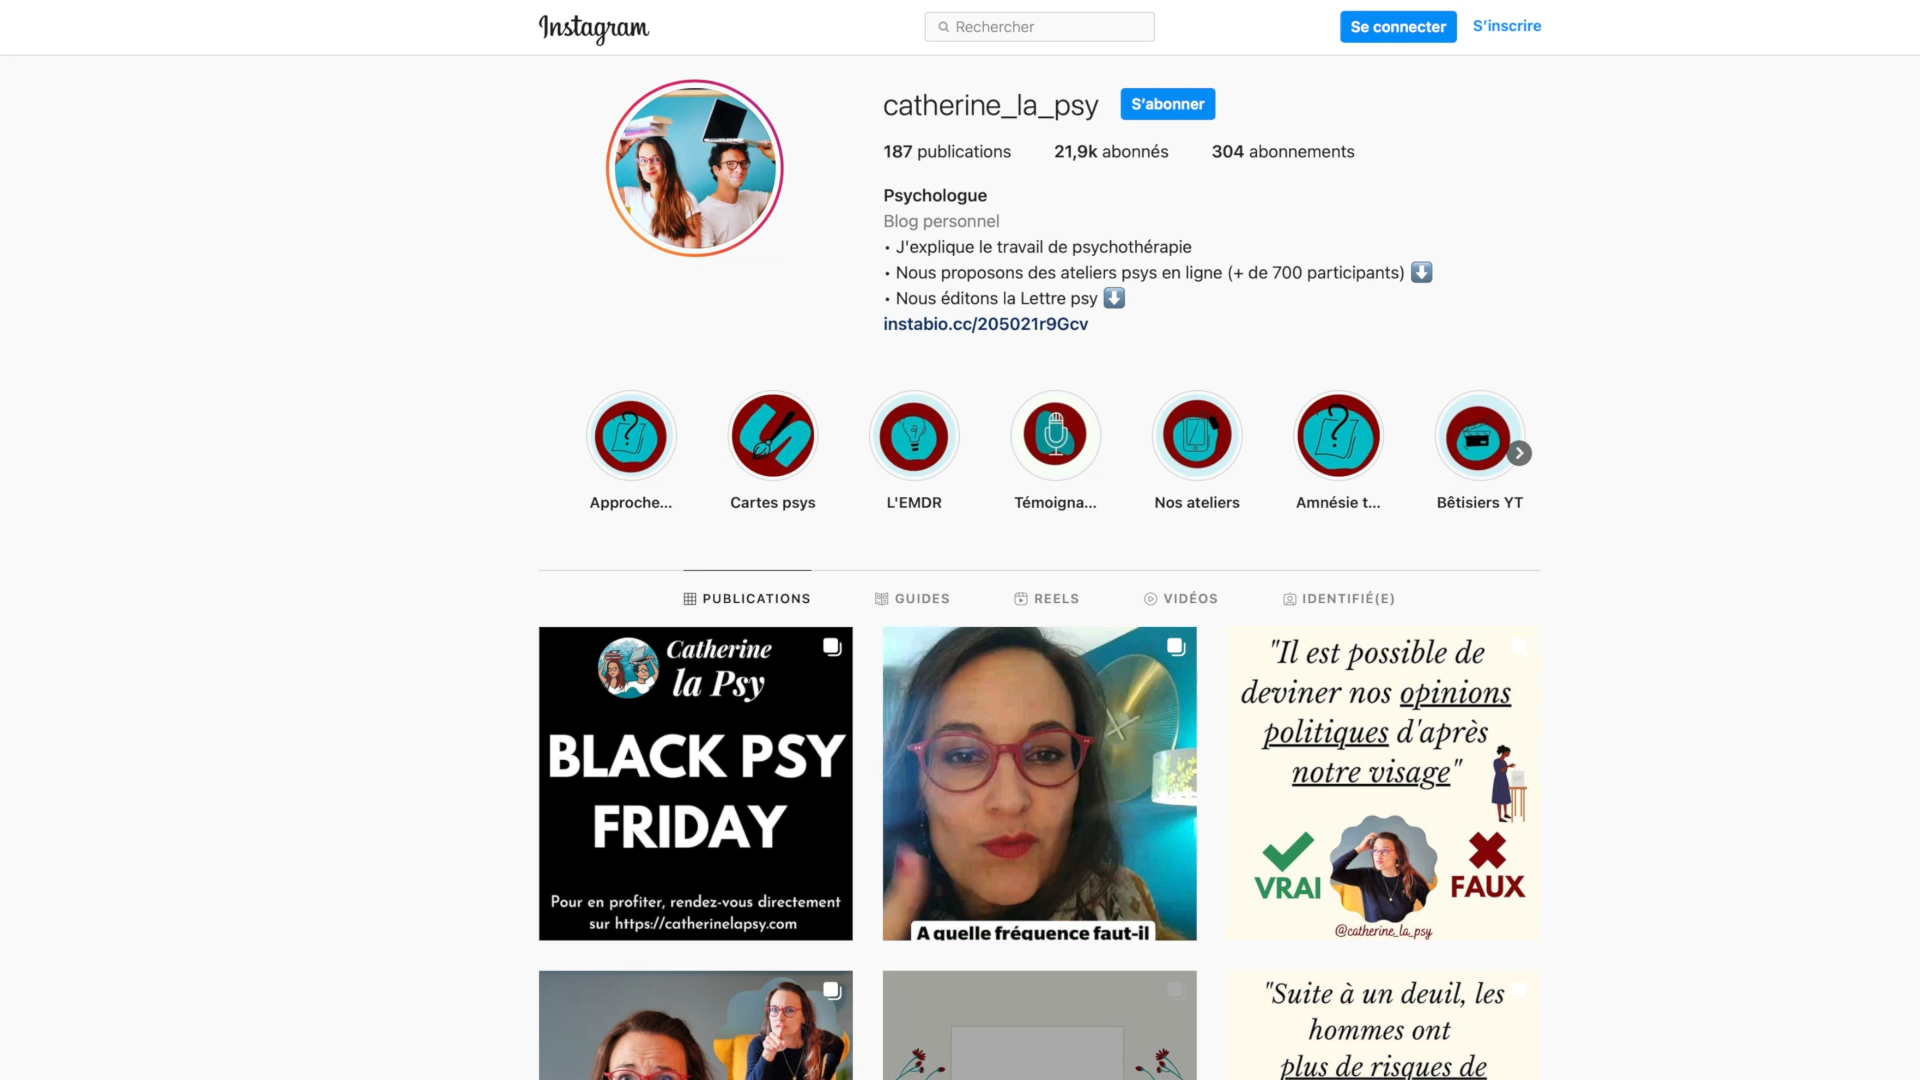 Instagram
Rechercher
Se connecter
S'inscrire
catherine_la_psy
S'abonner
187 publications
21,9k abonnés
304 abonnements
Psychologue
Blog personnel
• J'explique le travail de psychothérapie
• Nous proposons des ateliers psys en ligne (+ de 700 participants) ⬇️
• Nous éditons la Lettre psy ⬇️
instabio.cc/205021r9Gcv
Approche...
Cartes psys
L'EMDR
Témoigna...
Nos ateliers
Amnésie t...
Bêtisiers YT
PUBLICATIONS
GUIDES
REELS
VIDÉOS
IDENTIFIÉ(E)
Catherine
la Psy
BLACK PSY
FRIDAY
Pour en profiter, rendez-vous directement
sur https://catherinelapsy.com
A quelle fréquence faut-il
"Il est possible de
deviner nos opinions
politiques d'après
notre visage"
VRAI
FAUX
@catherine_la_psy
"Suite à un deuil, les
hommes ont
plus de risques de